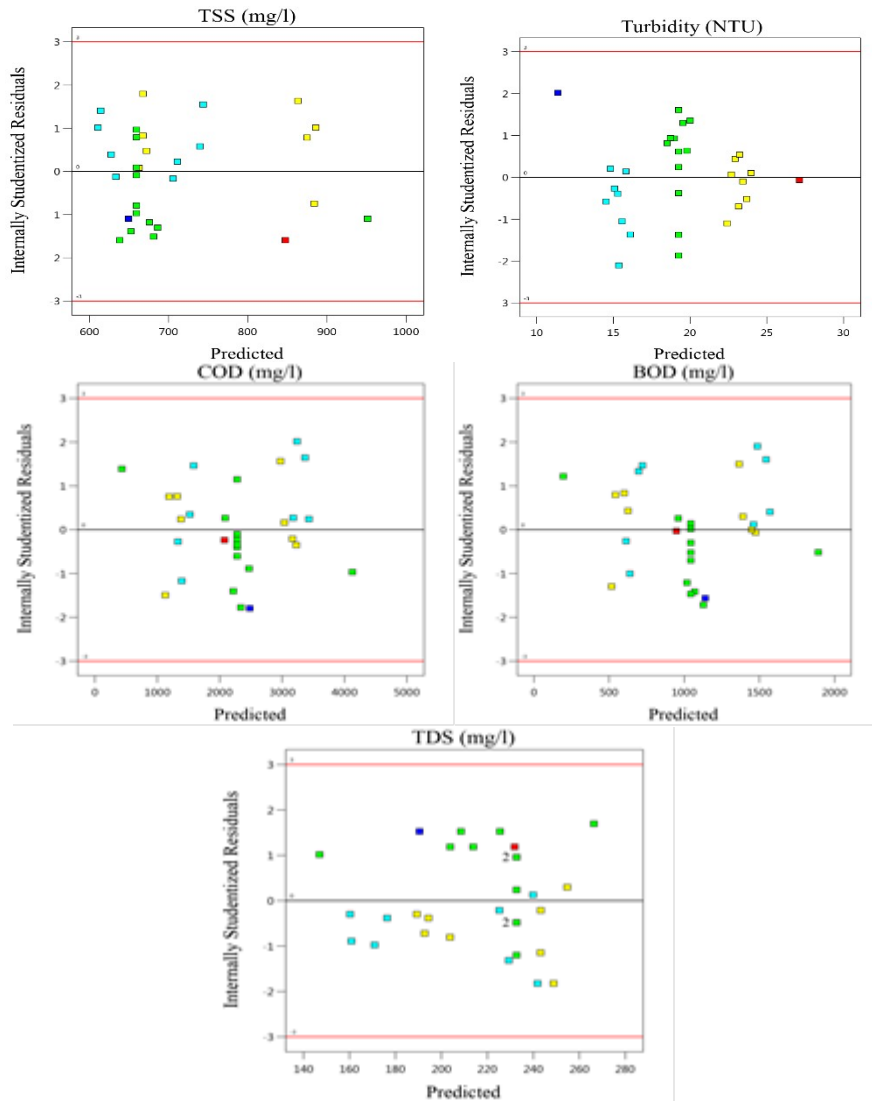 TSS (mg/l)
Internally Studentized Residuals
3
2
1
0
1
2
3
600 700 800 900 1000
Predicted
Turbidity (NTU)
Internally Studentized Residuals
3
2
1
0
-1
-2
-3
10 15 20 25 30
Predicted
COD (mg/l)
Internally Studentized Residuals
3
2
1
0
-1
-2
-3
0 1000 2000 3000 4000 5000
Predicted
BOD (mg/l)
Internally Studentized Residuals
3
2
1
0
-1
-2
-3
0 500 1000 1500 2000
Predicted
TDS (mg/l)
Internally Studentized Residuals
3
2
1
0
-1
-2
-3
2
2
140 160 180 200 220 240 260 280
Predicted